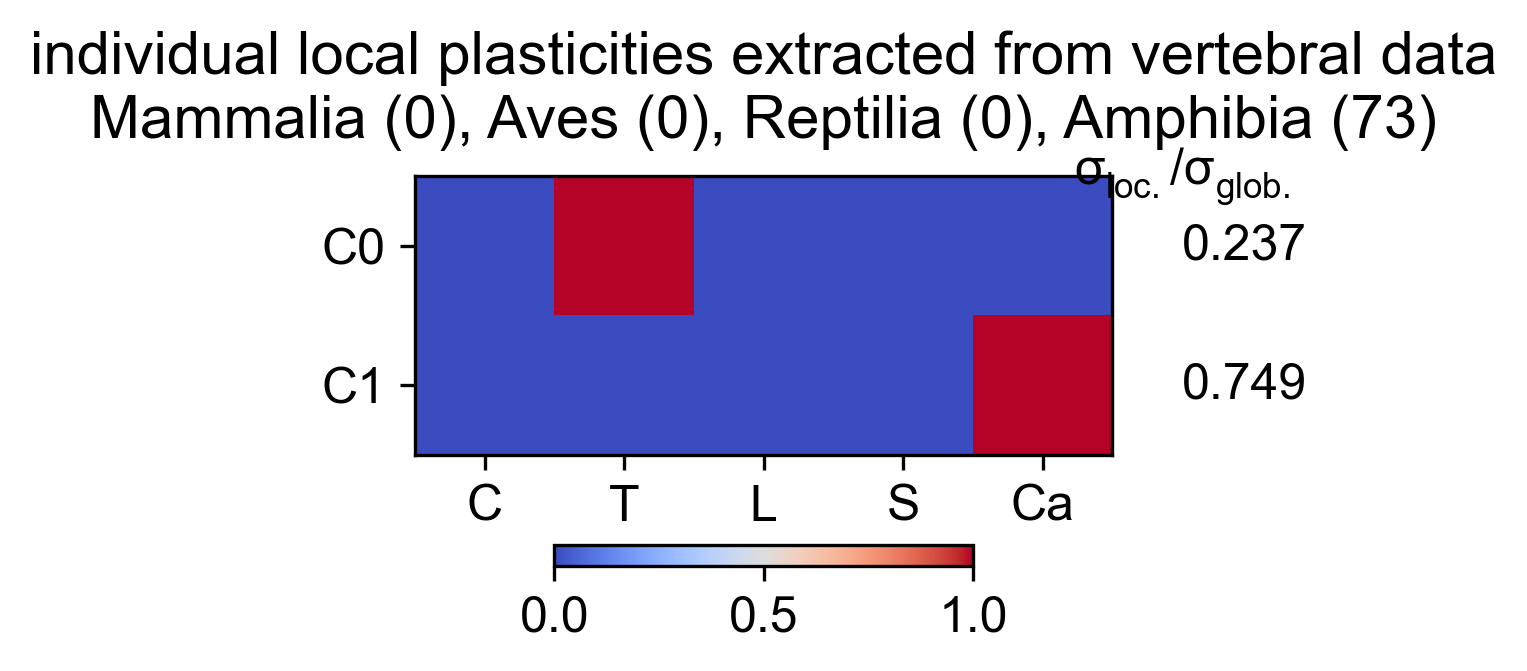 individual local plasticities extracted from vertebral data
Mammalia (0), Aves (0), Reptilia (0), Amphibia (73)
σloc. /σglob.
C0 0.237
C1 0.749
C T L S Ca
0.0 0.5 1.0